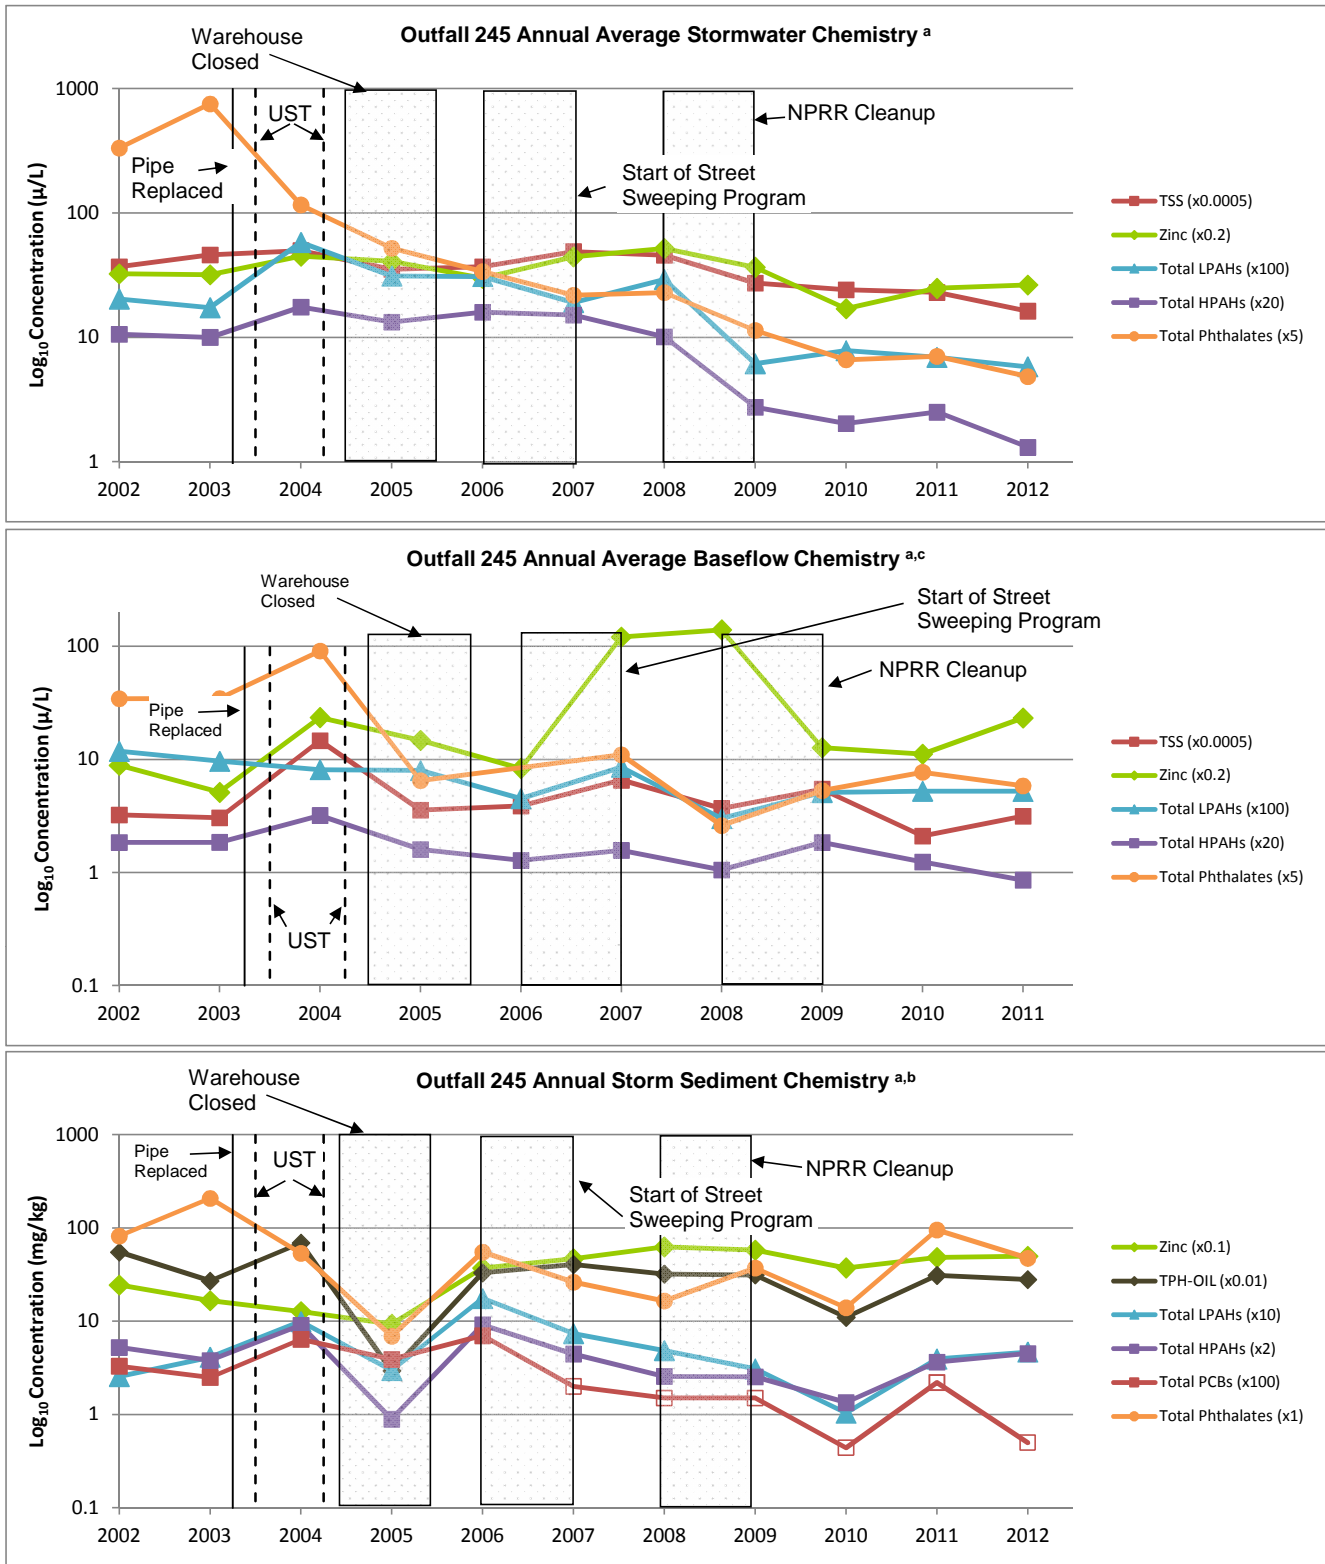 Outfall 245 Annual Average Stormwater Chemistry a
Warehouse
Closed
UST
NPRR Cleanup
Pipe
Replaced
Start of Street
Sweeping Program
Log10 Concentration (µ/L)
1000
100
10
1
2002 2003 2004 2005 2006 2007 2008 2009 2010 2011 2012
TSS (x0.0005)
Zinc (x0.2)
Total LPAHs (x100)
Total HPAHs (x20)
Total Phthalates (x5)
Outfall 245 Annual Average Baseflow Chemistry a,c
Warehouse
Closed
Start of Street
Sweeping Program
NPRR Cleanup
Pipe
Replaced
UST
Log10 Concentration (µ/L)
100
10
1
0.1
2002 2003 2004 2005 2006 2007 2008 2009 2010 2011
TSS (x0.0005)
Zinc (x0.2)
Total LPAHs (x100)
Total HPAHs (x20)
Total Phthalates (x5)
Outfall 245 Annual Storm Sediment Chemistry a,b
Warehouse
Closed
Pipe
Replaced
UST
NPRR Cleanup
Start of Street
Sweeping Program
Log10 Concentration (mg/kg)
1000
100
10
1
0.1
2002 2003 2004 2005 2006 2007 2008 2009 2010 2011 2012
Zinc (x0.1)
TPH-OIL (x0.01)
Total LPAHs (x10)
Total HPAHs (x2)
Total PCBs (x100)
Total Phthalates (x1)